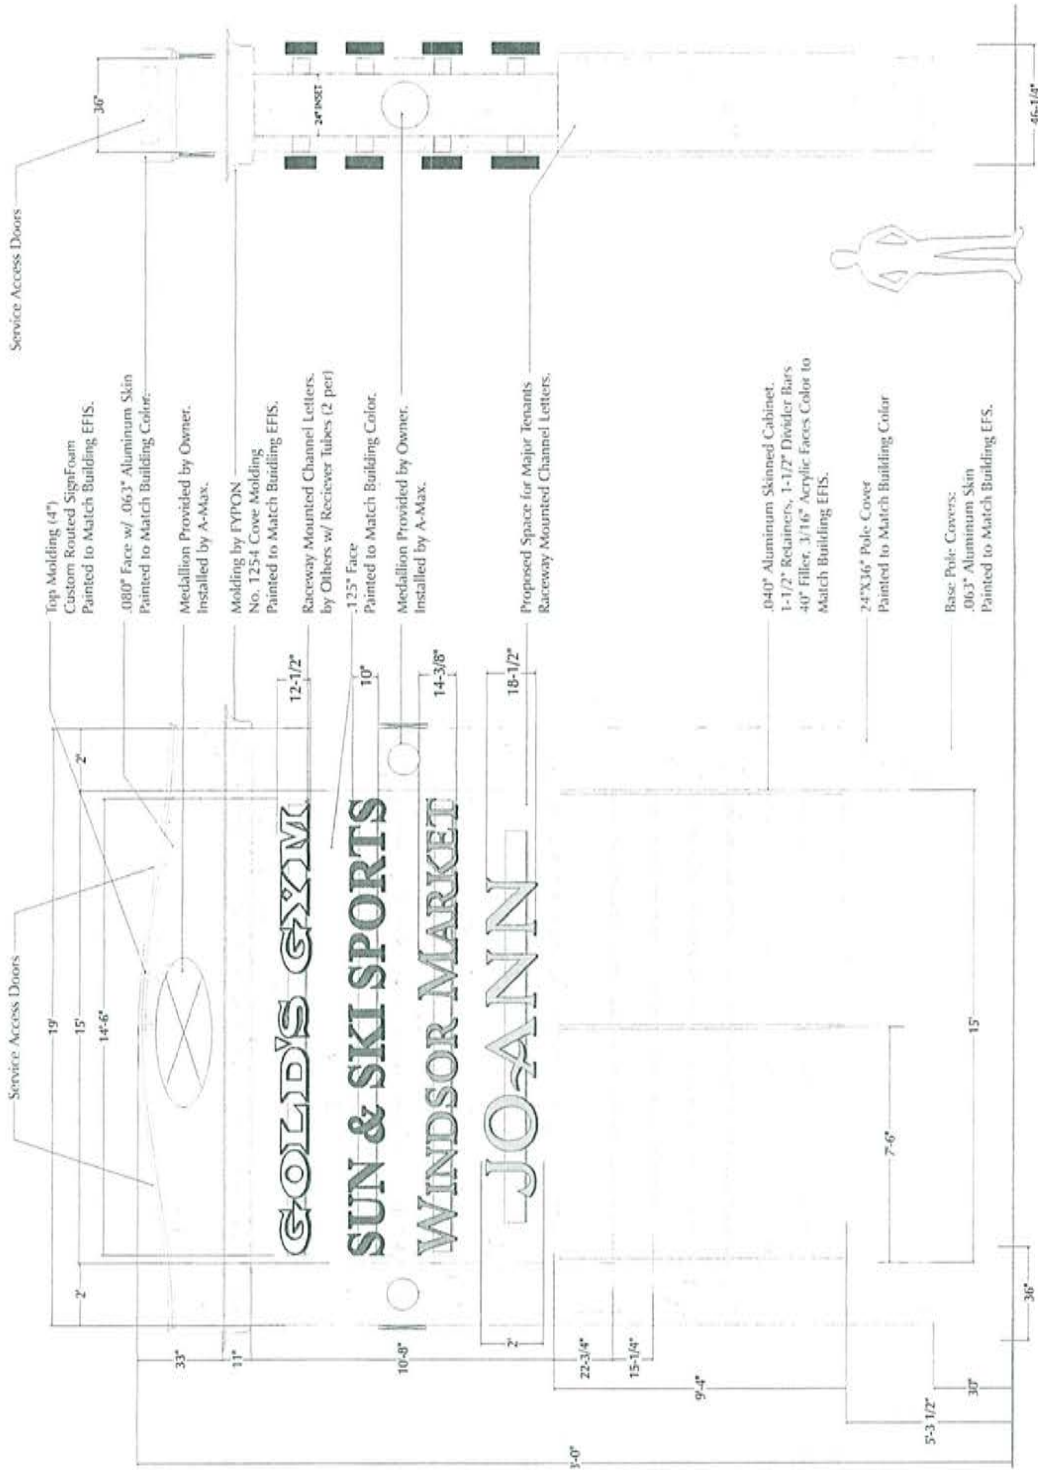 Service Access Doors
Service Access Doors
19'
2'
15'
2'
14'-6"
36"
Top Molding (4")
Custom Routed SignFoam
Painted to Match Building EFIS.
.080" Face w/ .063" Aluminum Skin
Painted to Match Building Color.
Medallion Provided by Owner.
Installed by A-Max.
Molding by FYPON
No. 1254 Cove Molding
Painted to Match Buidling EFIS.
Raceway Mounted Channel Letters.
by Others w/ Reciever Tubes (2 per)
.125" Face
Painted to Match Building Color.
Medallion Provided by Owner.
Installed by A-Max.
Proposed Space for Major Tenants
Raceway Mounted Channel Letters.
.040" Aluminum Skinned Cabinet.
1-1/2" Retainers, 1-1/2" Divider Bars
40" Filler, 3/16" Acrylic Faces Color to
Match Building EFIS.
24"X36" Pole Cover
Painted to Match Building Color
Base Pole Covers:
.063" Aluminum Skin
Painted to Match Building EFS.
33"
11"
GOLD'S GYM
12-1/2"
24" INSET
SUN & SKI SPORTS
10"
10'-8"
WINDSOR MARKET
14-3/8"
JO-ANN
18-1/2"
2'
22-3/4"
15-1/4"
9'-4"
7'-6"
15'
5'-3 1/2"
30"
36"
46-1/4"